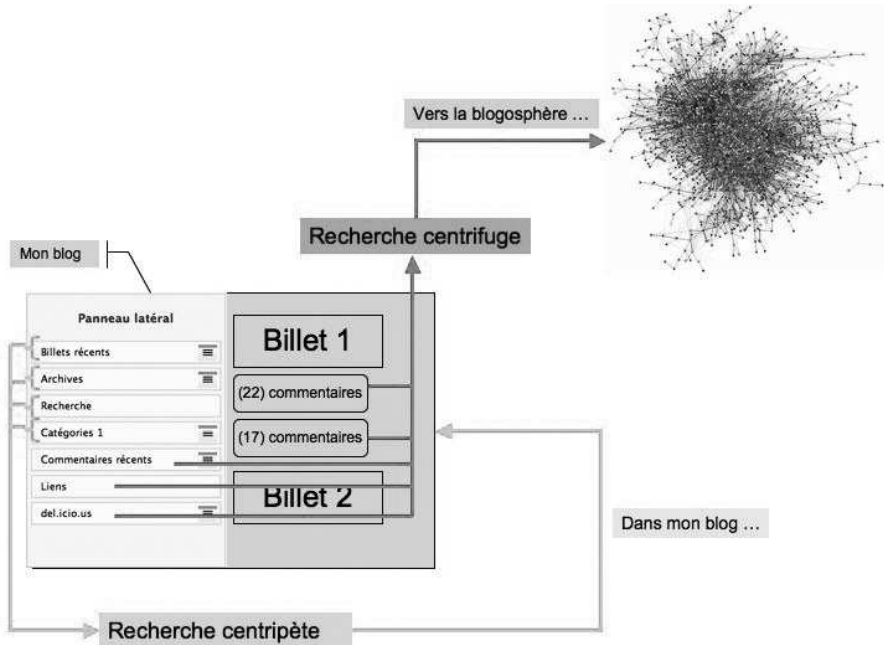 Vers la blogosphère ...
Recherche centrifuge
Mon blog
Panneau latéral
Billets récents
Archives
Recherche
Catégories 1
Commentaires récents
Liens
del.icio.us
Billet 1
(22) commentaires
(17) commentaires
Billet 2
Dans mon blog ...
Recherche centripète